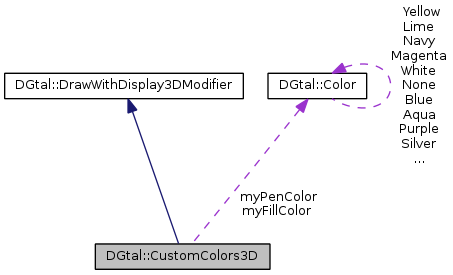 Yellow
Lime
Navy
Magenta
White
None
Blue
Aqua
Purple
Silver
...
DGtal::DrawWithDisplay3DModifier
DGtal::Color
myPenColor
myFillColor
DGtal::CustomColors3D